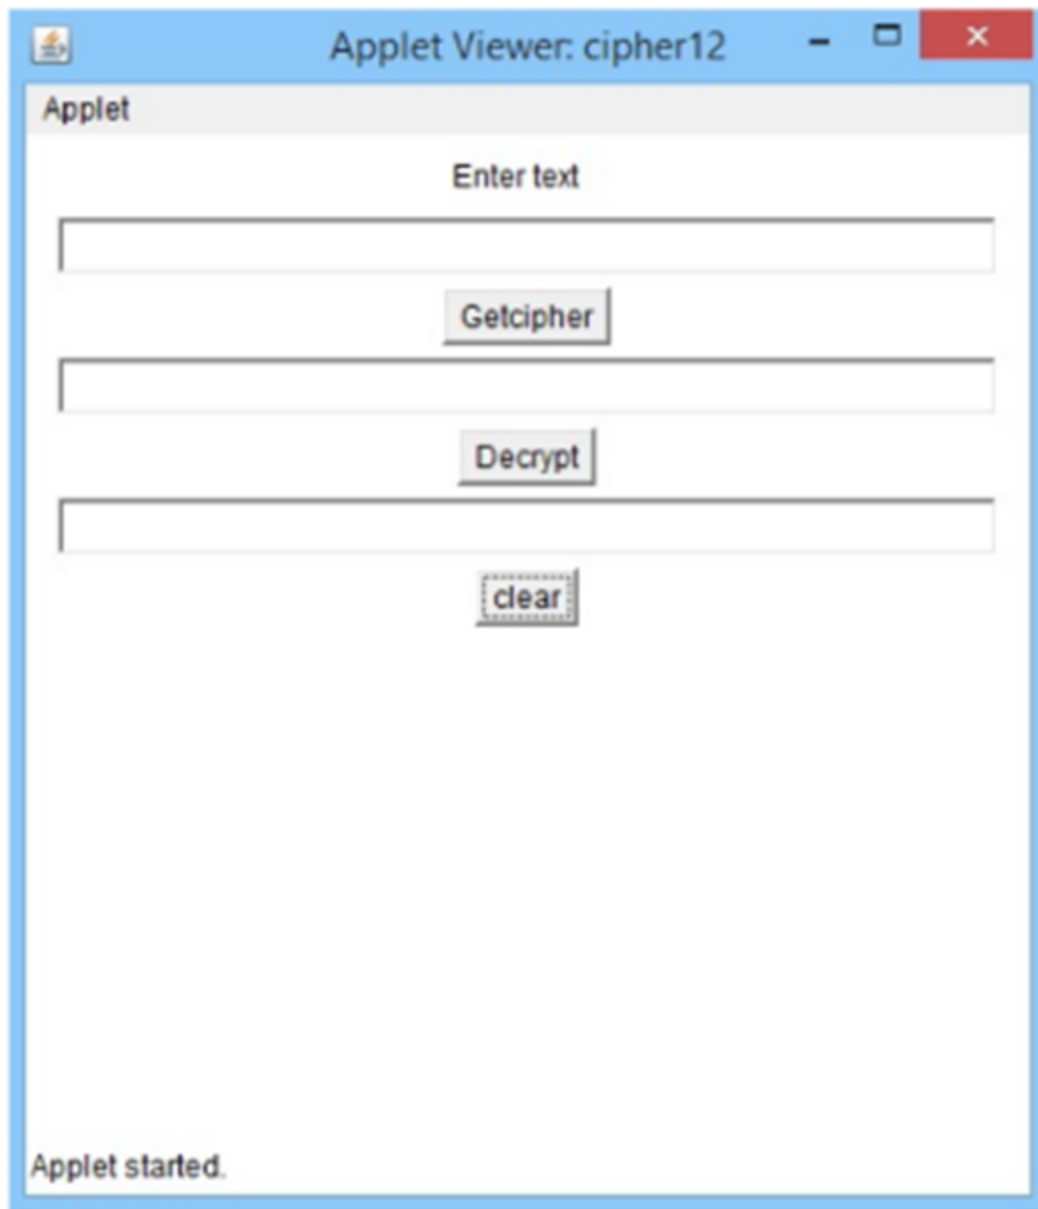 Applet Viewer: cipher12
Applet
Enter text
Getcipher
Decrypt
clear
Applet started.